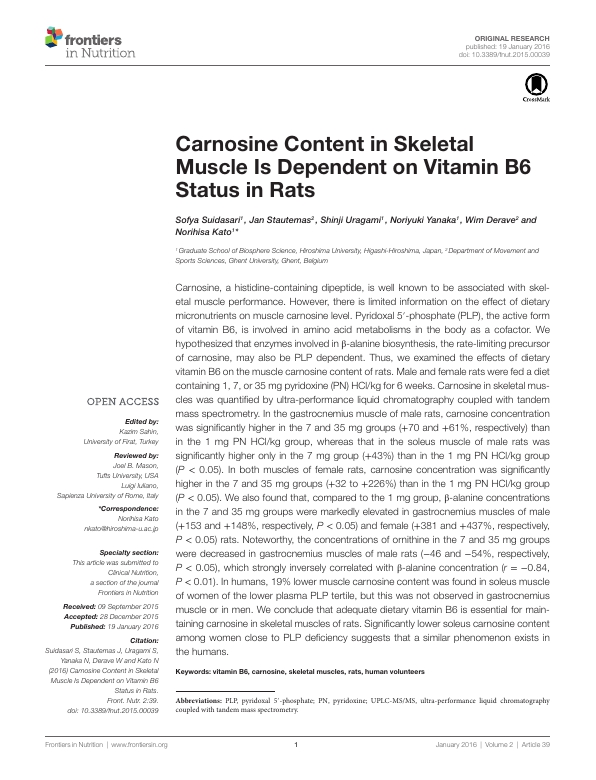 frontiers
in Nutrition
ORIGINAL RESEARCH
published: 19 January 2016
doi: 10.3389/fnut.2015.00039
CrossMark
Carnosine Content in Skeletal
Muscle Is Dependent on Vitamin B6
Status in Rats
Sofya Suidasari¹, Jan Stautemas², Shinji Uragami¹, Noriyuki Yanaka¹, Wim Derave² and
Norihisa Kato¹*
¹ Graduate School of Biosphere Science, Hiroshima University, Higashi-Hiroshima, Japan, ² Department of Movement and
Sports Sciences, Ghent University, Ghent, Belgium
Carnosine, a histidine-containing dipeptide, is well known to be associated with skel-
etal muscle performance. However, there is limited information on the effect of dietary
micronutrients on muscle carnosine level. Pyridoxal 5′-phosphate (PLP), the active form
of vitamin B6, is involved in amino acid metabolisms in the body as a cofactor. We
hypothesized that enzymes involved in β-alanine biosynthesis, the rate-limiting precursor
of carnosine, may also be PLP dependent. Thus, we examined the effects of dietary
vitamin B6 on the muscle carnosine content of rats. Male and female rats were fed a diet
containing 1, 7, or 35 mg pyridoxine (PN) HCl/kg for 6 weeks. Carnosine in skeletal mus-
cles was quantified by ultra-performance liquid chromatography coupled with tandem
mass spectrometry. In the gastrocnemius muscle of male rats, carnosine concentration
was significantly higher in the 7 and 35 mg groups (+70 and +61%, respectively) than
in the 1 mg PN HCl/kg group, whereas that in the soleus muscle of male rats was
significantly higher only in the 7 mg group (+43%) than in the 1 mg PN HCl/kg group
(P < 0.05). In both muscles of female rats, carnosine concentration was significantly
higher in the 7 and 35 mg groups (+32 to +226%) than in the 1 mg PN HCl/kg group
(P < 0.05). We also found that, compared to the 1 mg group, β-alanine concentrations
in the 7 and 35 mg groups were markedly elevated in gastrocnemius muscles of male
(+153 and +148%, respectively, P < 0.05) and female (+381 and +437%, respectively,
P < 0.05) rats. Noteworthy, the concentrations of ornithine in the 7 and 35 mg groups
were decreased in gastrocnemius muscles of male rats (−46 and −54%, respectively,
P < 0.05), which strongly inversely correlated with β-alanine concentration (r = −0.84,
P < 0.01). In humans, 19% lower muscle carnosine content was found in soleus muscle
of women of the lower plasma PLP tertile, but this was not observed in gastrocnemius
muscle or in men. We conclude that adequate dietary vitamin B6 is essential for main-
taining carnosine in skeletal muscles of rats. Significantly lower soleus carnosine content
among women close to PLP deficiency suggests that a similar phenomenon exists in
the humans.
Keywords: vitamin B6, carnosine, skeletal muscles, rats, human volunteers
Abbreviations: PLP, pyridoxal 5′-phosphate; PN, pyridoxine; UPLC-MS/MS, ultra-performance liquid chromatography
coupled with tandem mass spectrometry.
OPEN ACCESS
Edited by:
Kazim Sahin,
University of Firat, Turkey
Reviewed by:
Joel B. Mason,
Tufts University, USA
Luigi Iuliano,
Sapienza University of Rome, Italy
*Correspondence:
Norihisa Kato
nkato@hiroshima-u.ac.jp
Specialty section:
This article was submitted to
Clinical Nutrition,
a section of the journal
Frontiers in Nutrition
Received: 09 September 2015
Accepted: 28 December 2015
Published: 19 January 2016
Citation:
Suidasari S, Stautemas J, Uragami S,
Yanaka N, Derave W and Kato N
(2016) Carnosine Content in Skeletal
Muscle Is Dependent on Vitamin B6
Status in Rats.
Front. Nutr. 2:39.
doi: 10.3389/fnut.2015.00039
Frontiers in Nutrition | www.frontiersin.org
1
January 2016 | Volume 2 | Article 39